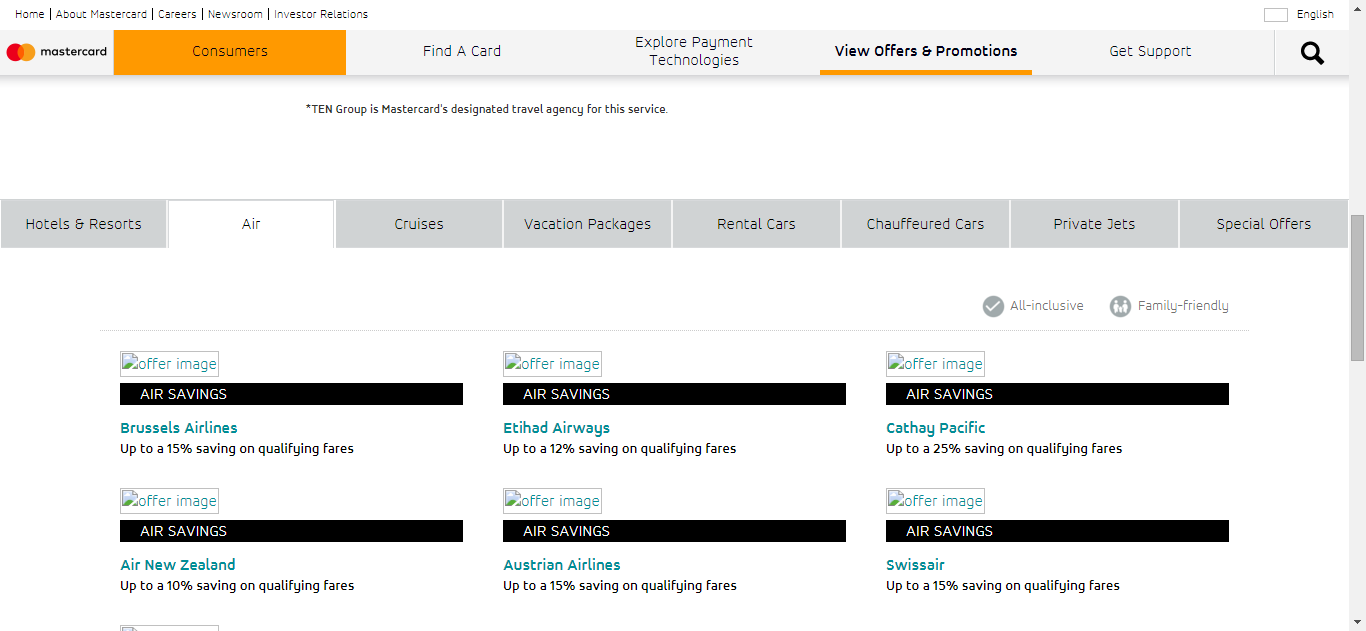 Home | About Mastercard | Careers | Newsroom | Investor Relations
English
mastercard
Consumers
Find A Card
Explore Payment
Technologies
View Offers & Promotions
Get Support
*TEN Group is Mastercard's designated travel agency for this service.
Hotels & Resorts
Air
Cruises
Vacation Packages
Rental Cars
Chauffeured Cars
Private Jets
Special Offers
All-inclusive
Family-friendly
offer image
offer image
offer image
AIR SAVINGS
AIR SAVINGS
AIR SAVINGS
Brussels Airlines
Etihad Airways
Cathay Pacific
Up to a 15% saving on qualifying fares
Up to a 12% saving on qualifying fares
Up to a 25% saving on qualifying fares
offer image
offer image
offer image
AIR SAVINGS
AIR SAVINGS
AIR SAVINGS
Air New Zealand
Austrian Airlines
Swissair
Up to a 10% saving on qualifying fares
Up to a 15% saving on qualifying fares
Up to a 15% saving on qualifying fares